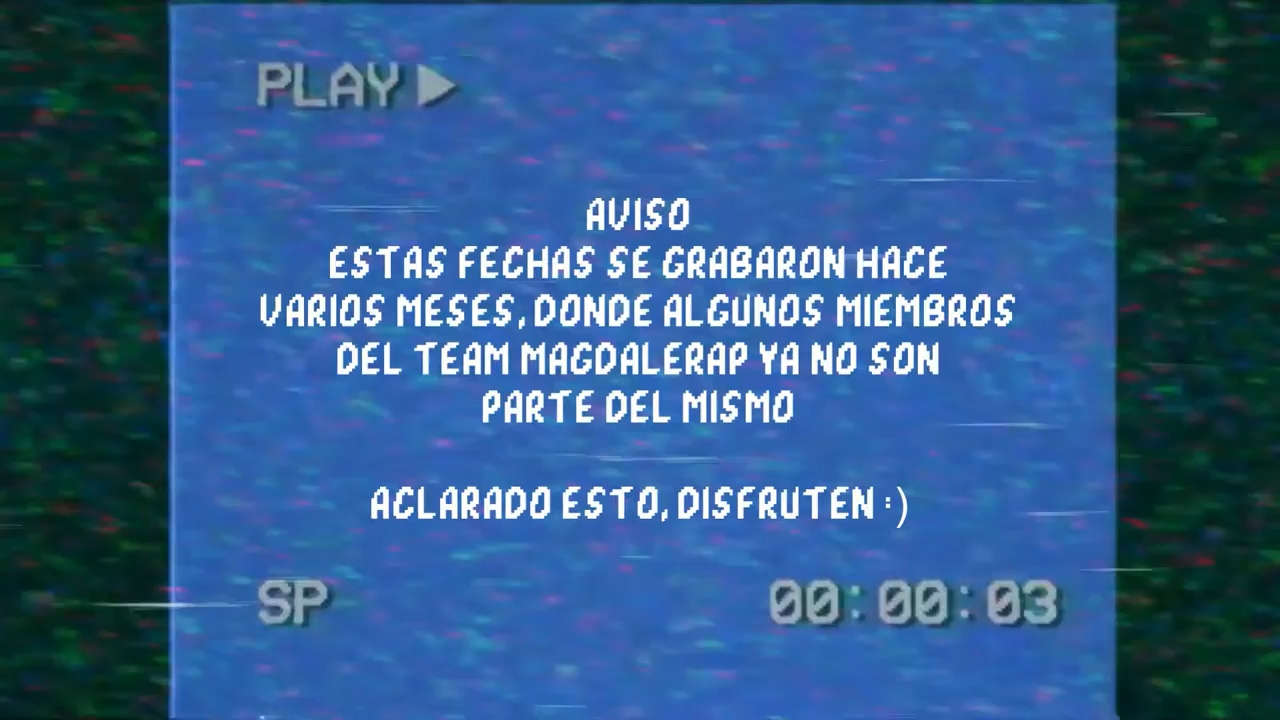 PLAY
AVISO
ESTAS FECHAS SE GRABARON HACE
VARIOS MESES, DONDE ALGUNOS MIEMBROS
DEL TEAM MAGDALERAP YA NO SON
PARTE DEL MISMO
ACLARADO ESTO, DISFRUTEN :)
SP
00:00:03